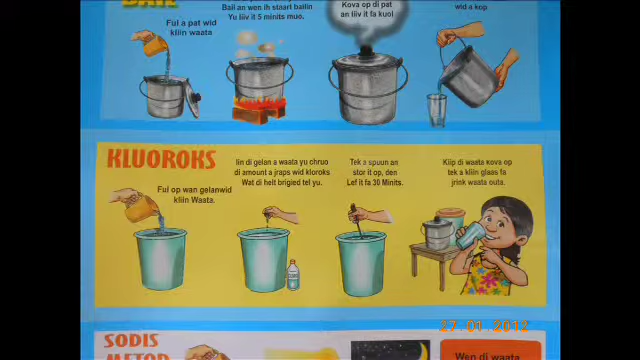 BAIL
Ful a pat wid
kliin waata
Bail an wen ih staart bailin
Yu liiv it 5 minits muo.
Kova op di pat
an liiv it fa kuol
wid a kop
KLUOROKS
Ful op wan gelanwid
kliin Waata.
Iin di gelan a waata yu chruo
di amount a jraps wid kloroks
Wat di helt brigied tel yu.
Tek a spuun an
stor it op, den
Lef it fa 30 Minits.
Kiip di waata kova op
tek a kliin glaas fa
jrink waata outa.
SODIS
METOD
Wen di waata
27.01.2012